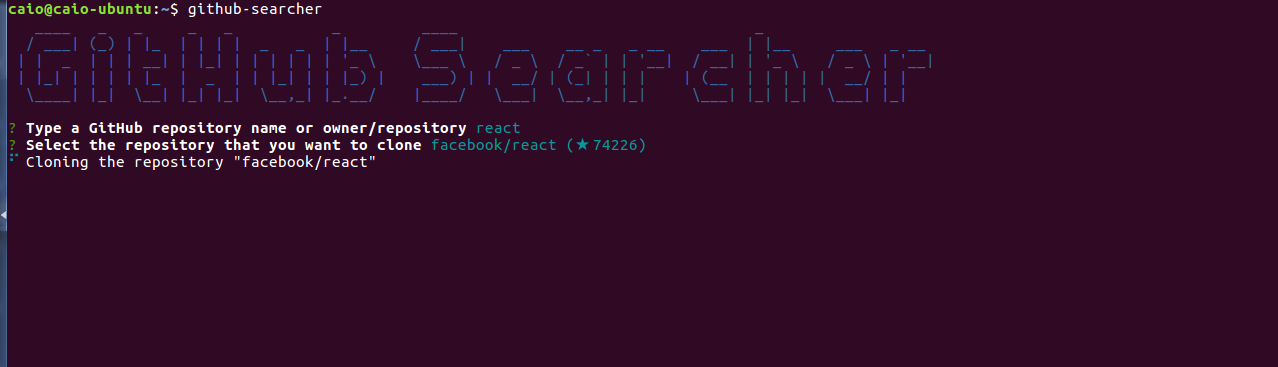 caio@caio-ubuntu:~$ github-searcher
GitHub Searcher
? Type a GitHub repository name or owner/repository react
? Select the repository that you want to clone facebook/react (★74226)
⠋ Cloning the repository "facebook/react"